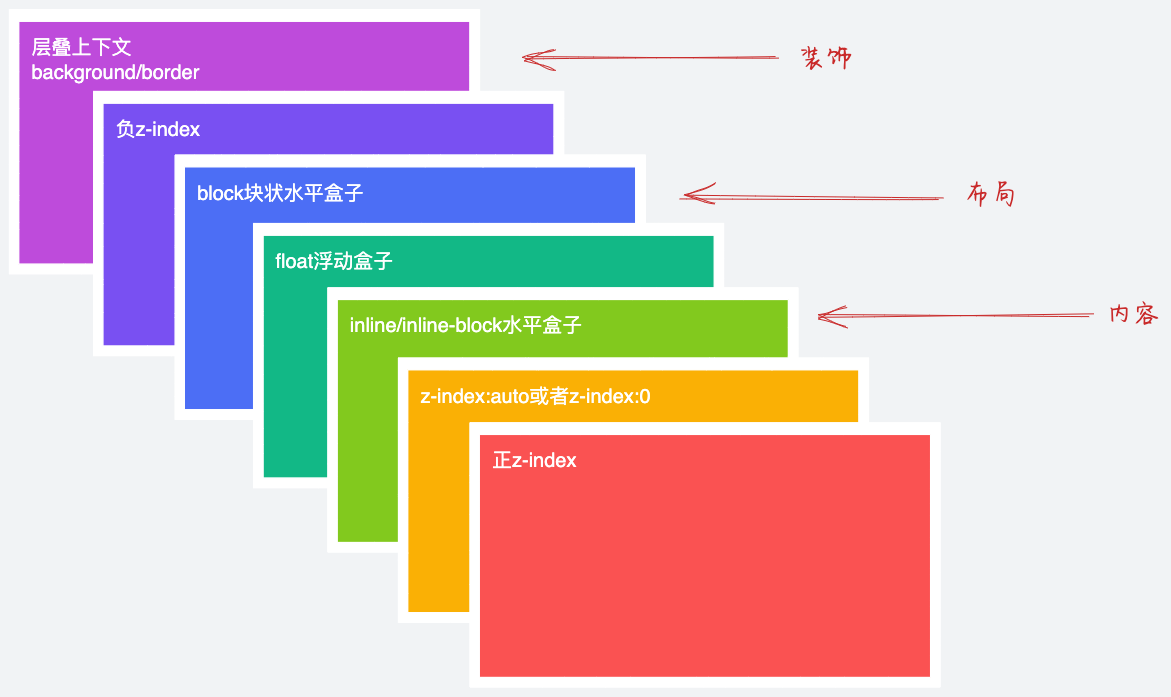 层叠上下文
background/border
装饰
负z-index
block块状水平盒子
布局
float浮动盒子
inline/inline-block水平盒子
内容
z-index:auto或者z-index:0
正z-index